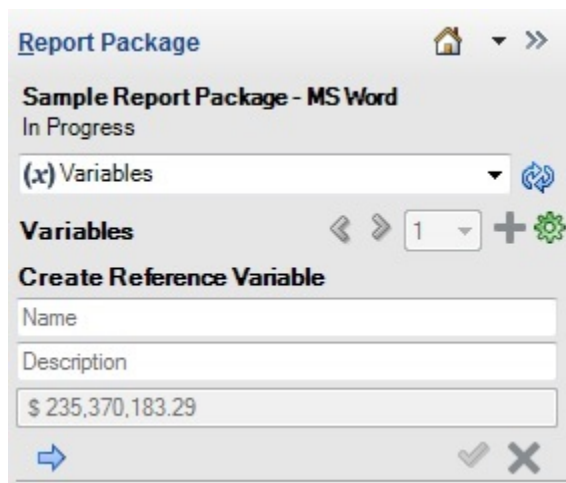 Report Package
Sample Report Package - MS Word
In Progress
(x) Variables
Variables 1
Create Reference Variable
Name
Description
$ 235,370,183.29